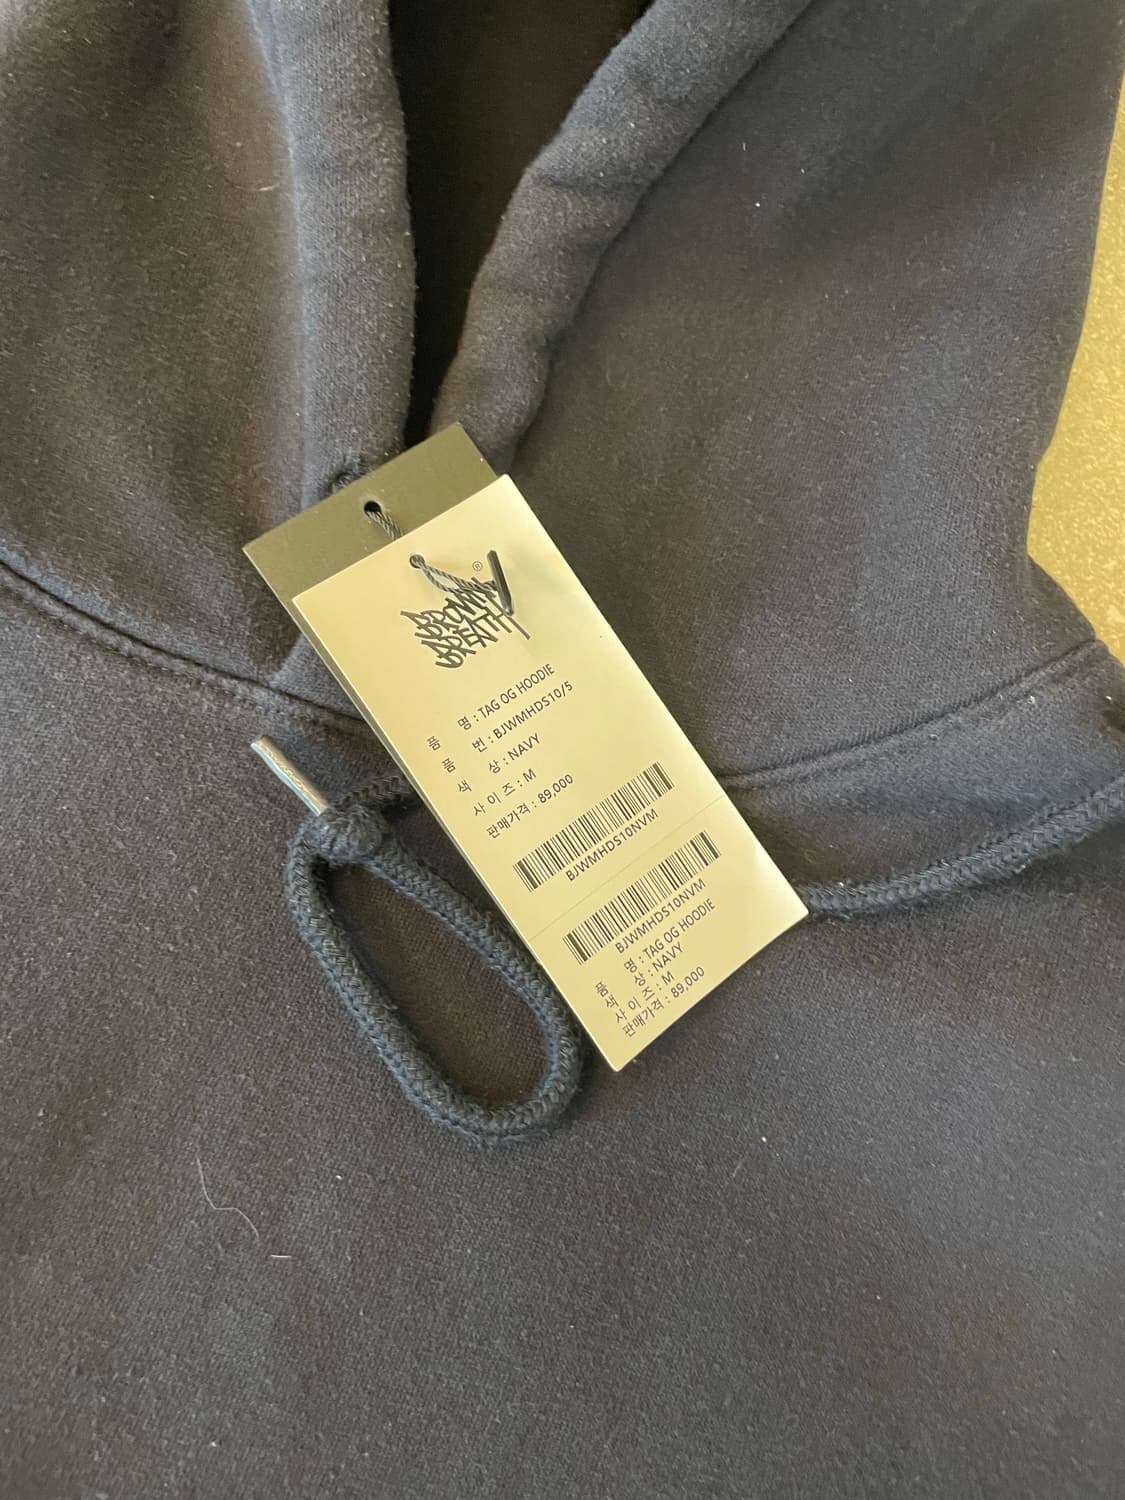 BROWN
BREATH
®
품 명 : TAG OG HOODIE
품 번 : BJWMHDS10/5
색 상 : NAVY
사 이 즈 : M
판매가격 : 89,000
BJWMHDS10NVM
BJWMHDS10NVM
품 명 : TAG OG HOODIE
색 상 : NAVY
사 이 즈 : M
판매가격 : 89,000